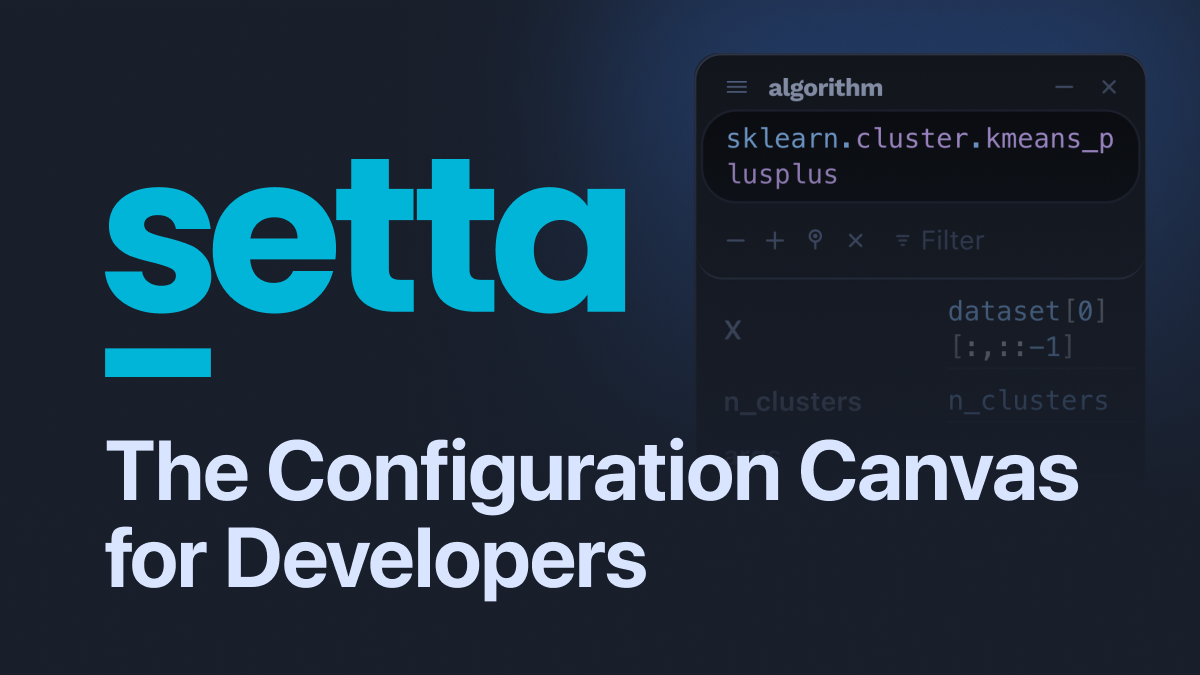 setta
The Configuration Canvas
for Developers
algorithm
sklearn.cluster.kmeans_p
lusplus
Filter
X
dataset[0]
[:,::-1]
n_clusters
n_clusters